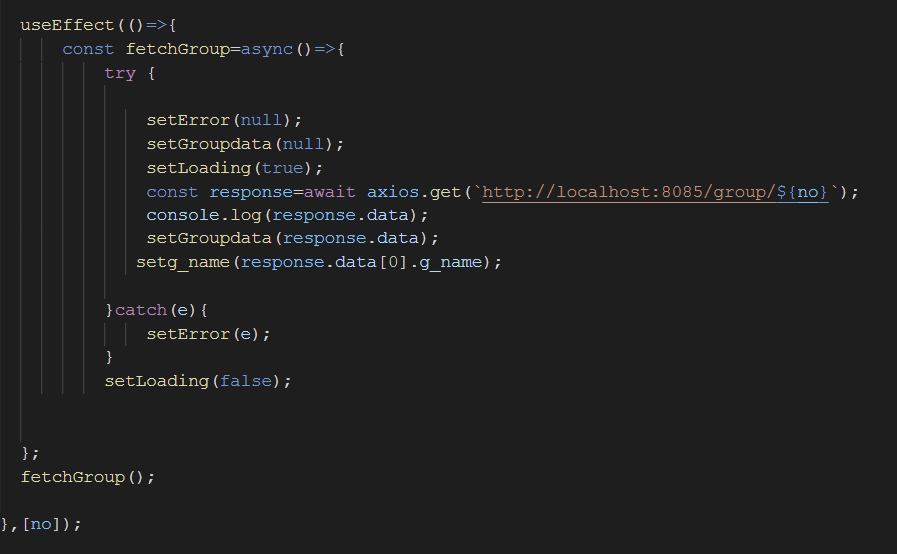 useEffect(()=>{
const fetchGroup=async()=>{
try {
setError(null);
setGroupdata(null);
setLoading(true);
const response=await axios.get(`http://localhost:8085/group/${no}`);
console.log(response.data);
setGroupdata(response.data);
setg_name(response.data[0].g_name);
}catch(e){
setError(e);
}
setLoading(false);
};
fetchGroup();
},[no]);